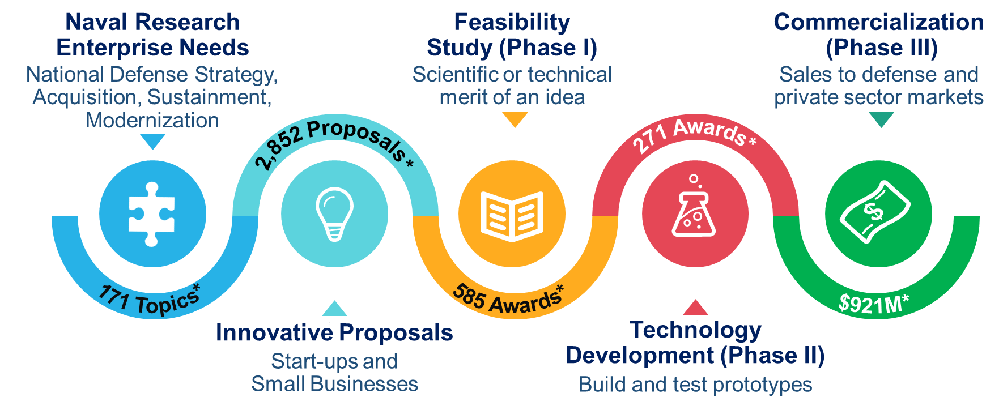 Naval Research
Enterprise Needs
National Defense Strategy,
Acquisition, Sustainment,
Modernization
171 Topics*
2,852 Proposals*
Innovative Proposals
Start-ups and
Small Businesses
Feasibility
Study (Phase I)
Scientific or technical
merit of an idea
585 Awards*
271 Awards*
Technology
Development (Phase II)
Build and test prototypes
Commercialization
(Phase III)
Sales to defense and
private sector markets
$
$921M*